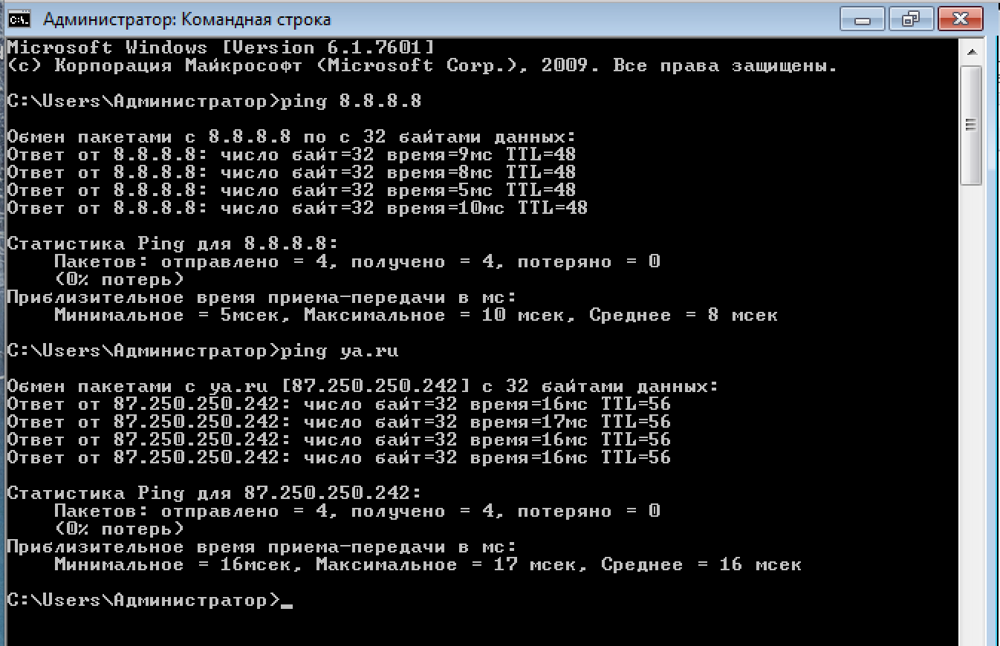 Администратор: Командная строка
Microsoft Windows [Version 6.1.7601]
(c) Корпорация Майкрософт (Microsoft Corp.), 2009. Все права защищены.
C:\Users\Администратор>ping 8.8.8.8
Обмен пакетами с 8.8.8.8 по с 32 байтами данных:
Ответ от 8.8.8.8: число байт=32 время=9мс TTL=48
Ответ от 8.8.8.8: число байт=32 время=8мс TTL=48
Ответ от 8.8.8.8: число байт=32 время=5мс TTL=48
Ответ от 8.8.8.8: число байт=32 время=10мс TTL=48
Статистика Ping для 8.8.8.8:
Пакетов: отправлено = 4, получено = 4, потеряно = 0
(0% потерь)
Приблизительное время приема-передачи в мс:
Минимальное = 5мсек, Максимальное = 10 мсек, Среднее = 8 мсек
C:\Users\Администратор>ping ya.ru
Обмен пакетами с ya.ru [87.250.250.242] с 32 байтами данных:
Ответ от 87.250.250.242: число байт=32 время=16мс TTL=56
Ответ от 87.250.250.242: число байт=32 время=17мс TTL=56
Ответ от 87.250.250.242: число байт=32 время=16мс TTL=56
Ответ от 87.250.250.242: число байт=32 время=16мс TTL=56
Статистика Ping для 87.250.250.242:
Пакетов: отправлено = 4, получено = 4, потеряно = 0
(0% потерь)
Приблизительное время приема-передачи в мс:
Минимальное = 16мсек, Максимальное = 17 мсек, Среднее = 16 мсек
C:\Users\Администратор>_